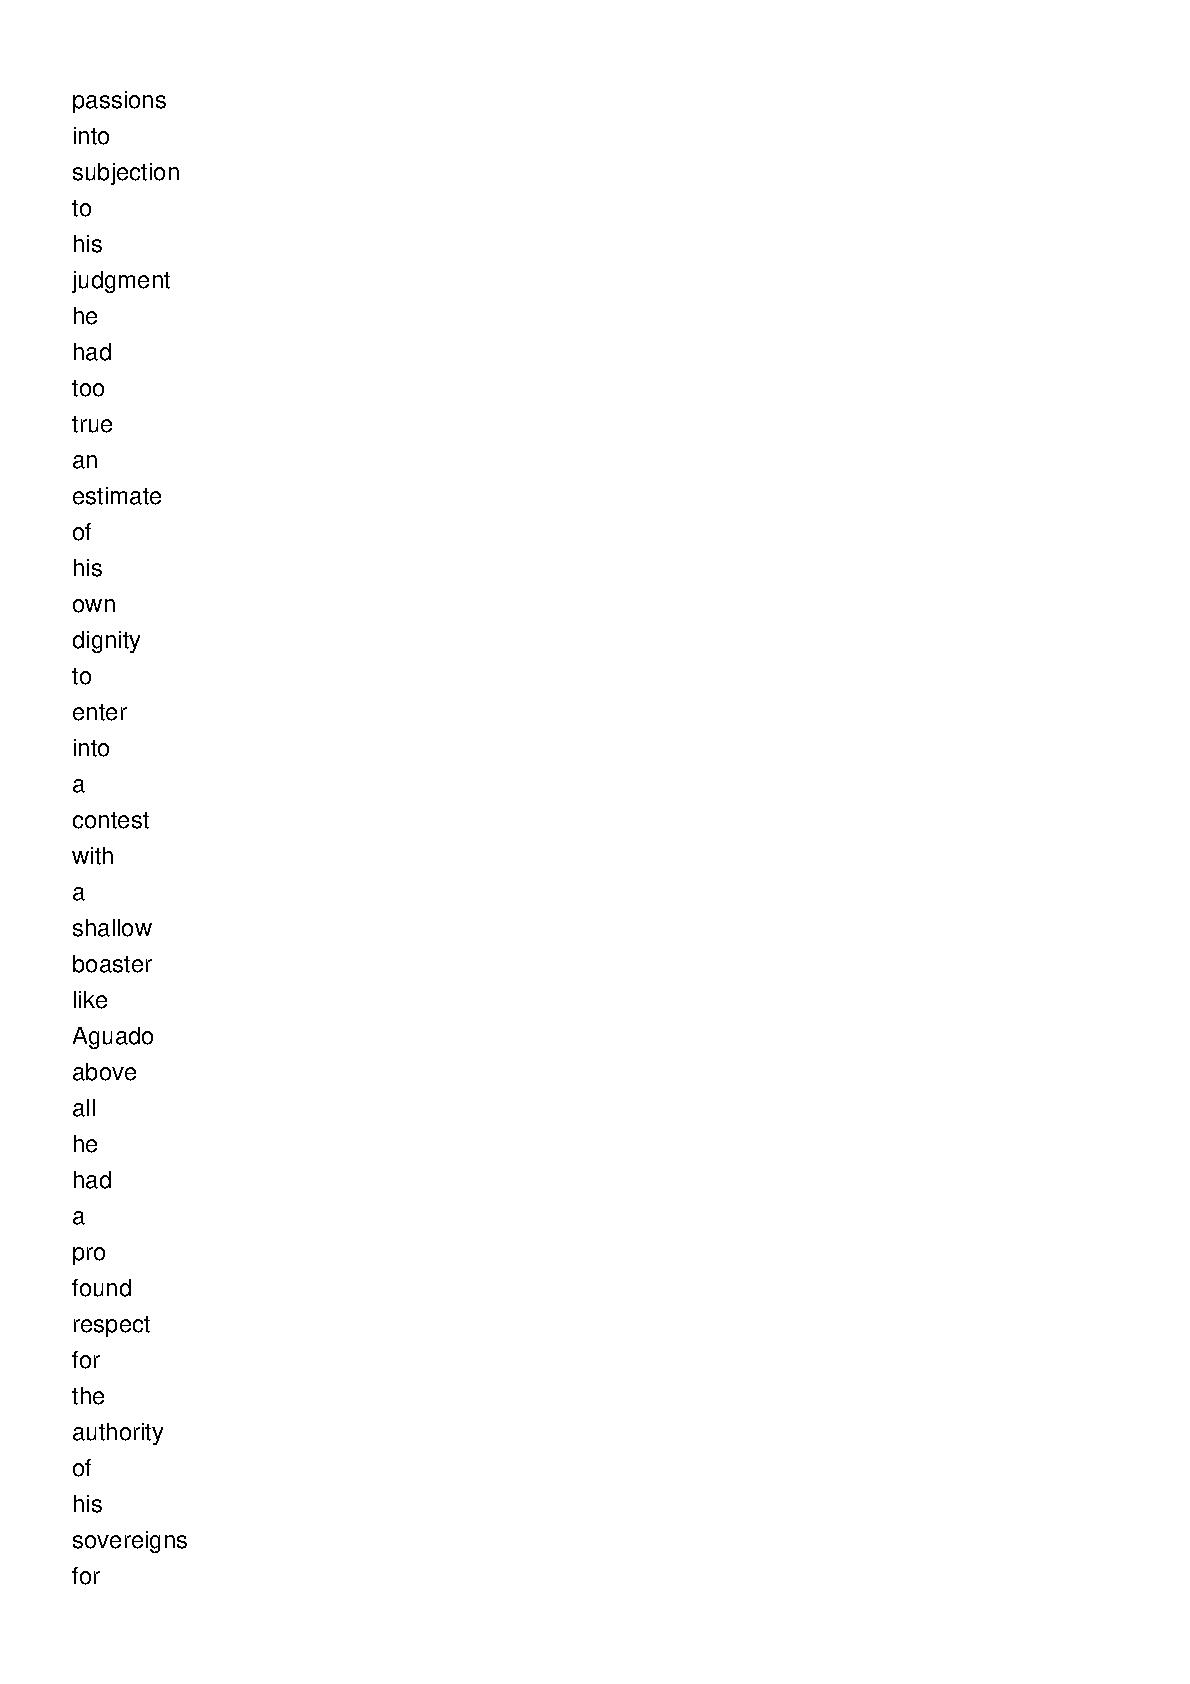 passions
into
subjection
to
his
judgment
he
had
too
true
an
estimate
of
his
own
dignity
to
enter
into
a
contest
with
a
shallow
boaster
like
Aguado
above
all
he
had
a
pro
found
respect
for
the
authority
of
his
sovereigns
for